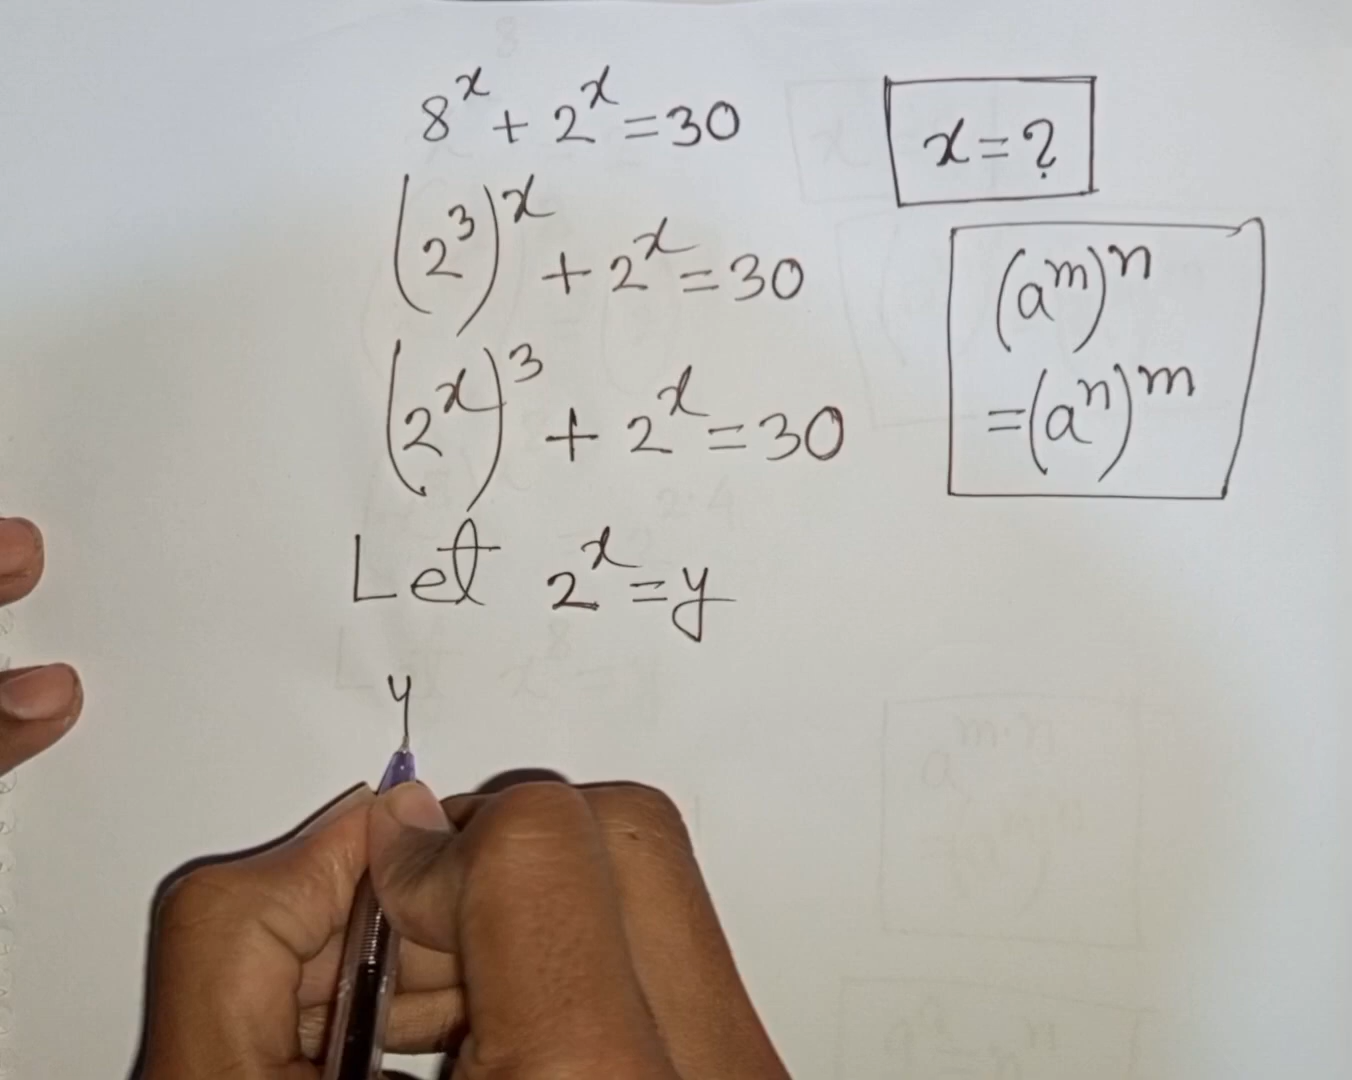 8^x + 2^x = 30
x = ?
(2^3)^x + 2^x = 30
(a^m)^n
= (a^n)^m
(2^x)^3 + 2^x = 30
Let 2^x = y
y